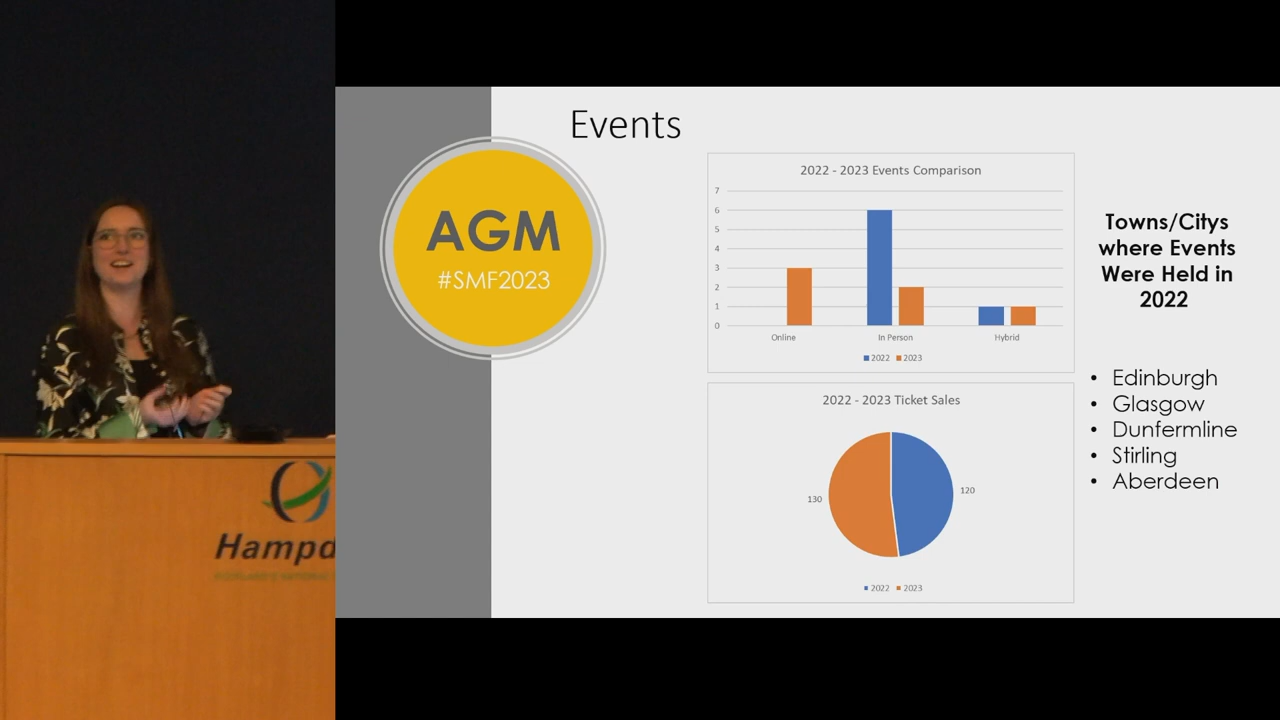 Events
AGM
#SMF2023
2022 - 2023 Events Comparison
7
6
5
4
3
2
1
0
Online
In Person
Hybrid
2022
2023
2022 - 2023 Ticket Sales
130
120
2022
2023
Towns/Citys
where Events
Were Held in
2022
• Edinburgh
• Glasgow
• Dunfermline
• Stirling
• Aberdeen
Hampd